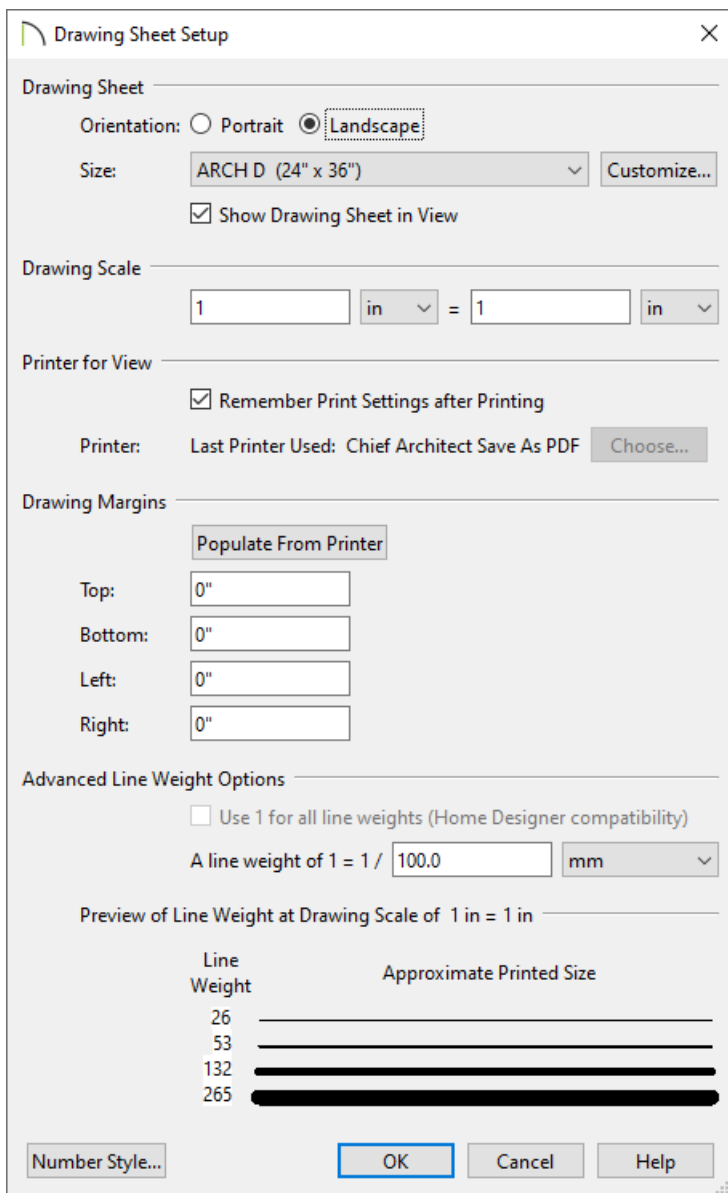 Drawing Sheet Setup
Drawing Sheet
Orientation: Portrait Landscape
Size: ARCH D (24" x 36") Customize...
Show Drawing Sheet in View
Drawing Scale
1 in = 1 in
Printer for View
Remember Print Settings after Printing
Printer: Last Printer Used: Chief Architect Save As PDF Choose...
Drawing Margins
Populate From Printer
Top: 0"
Bottom: 0"
Left: 0"
Right: 0"
Advanced Line Weight Options
Use 1 for all line weights (Home Designer compatibility)
A line weight of 1 = 1 / 100.0 mm
Preview of Line Weight at Drawing Scale of 1 in = 1 in
Line
Weight
Approximate Printed Size
26
53
132
265
Number Style... OK Cancel Help